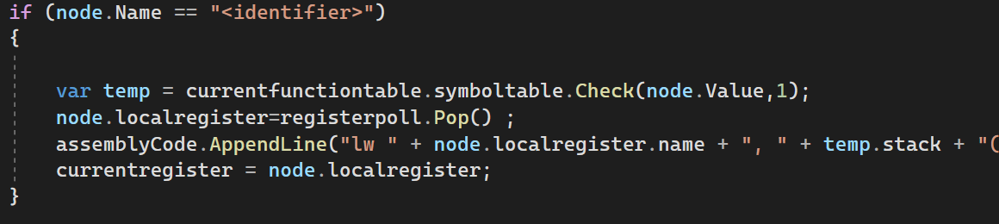 if (node.Name == "<identifier>")
{
var temp = currentfunctiontable.symboltable.Check(node.Value,1);
node.localregister=registerpoll.Pop() ;
assemblyCode.AppendLine("lw " + node.localregister.name + ", " + temp.stack + "(
currentregister = node.localregister;
}